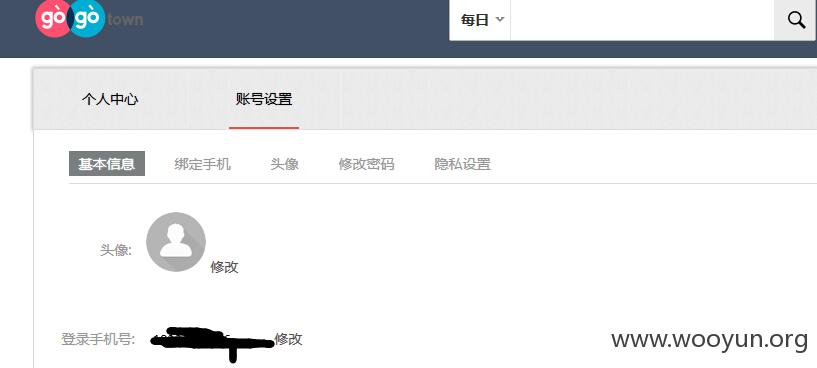 gò gò town
每日
个人中心 账号设置
基本信息 绑定手机 头像 修改密码 隐私设置
头像: 修改
登录手机号: 修改
www.wooyun.org